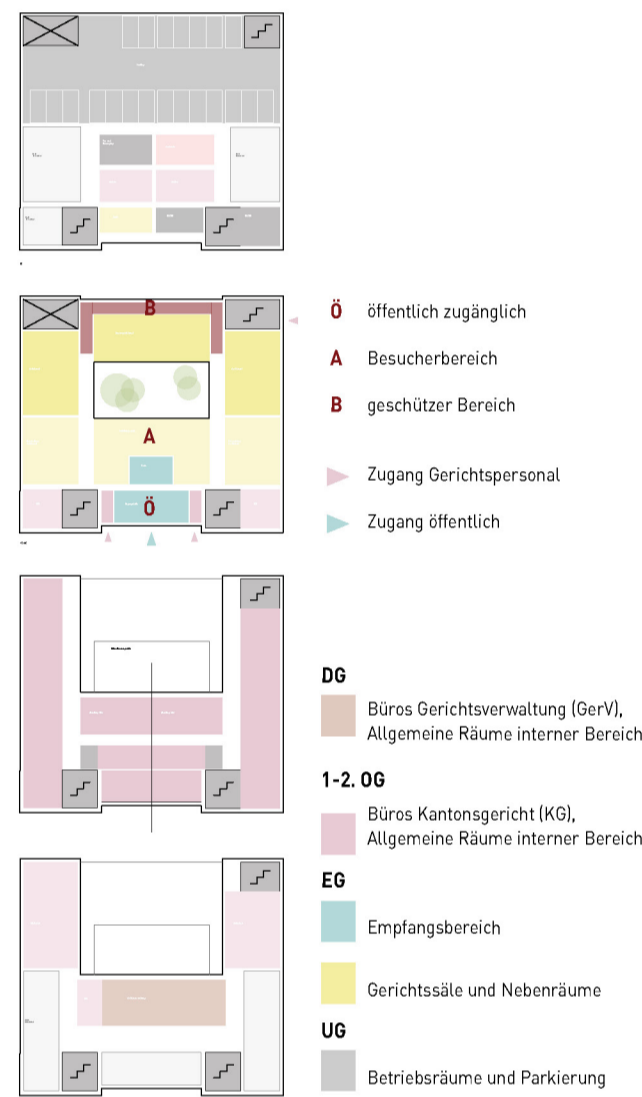 B
A
Ö
Ö öffentlich zugänglich
A Besucherbereich
B geschützer Bereich
Zugang Gerichtspersonal
Zugang öffentlich
DG
Büros Gerichtsverwaltung (GerV),
Allgemeine Räume interner Bereich
1-2. OG
Büros Kantonsgericht (KG),
Allgemeine Räume interner Bereich
EG
Empfangsbereich
Gerichtssäle und Nebenräume
UG
Betriebsräume und Parkierung